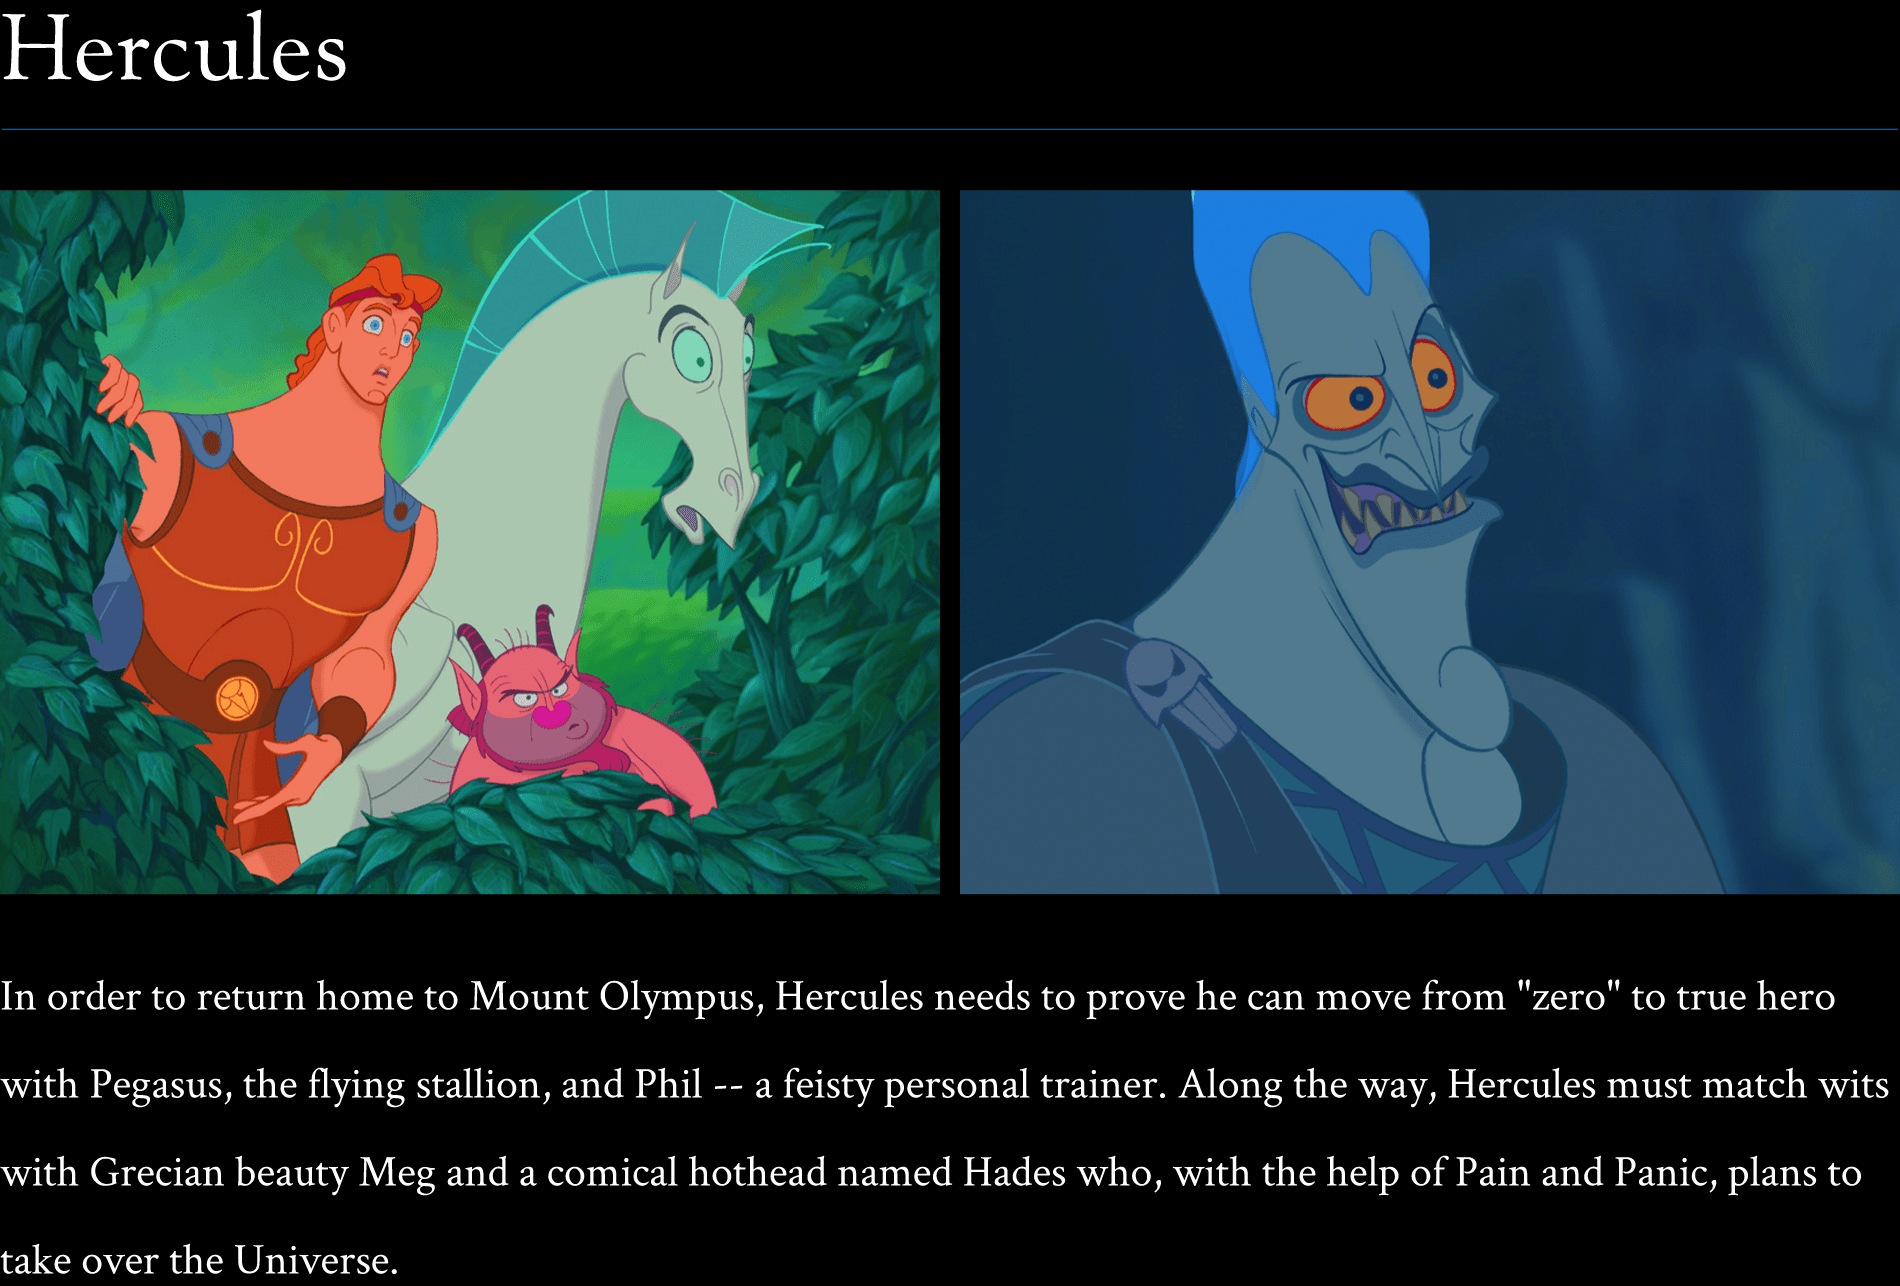 Hercules
In order to return home to Mount Olympus, Hercules needs to prove he can move from "zero" to true hero
with Pegasus, the flying stallion, and Phil -- a feisty personal trainer. Along the way, Hercules must match wits
with Grecian beauty Meg and a comical hothead named Hades who, with the help of Pain and Panic, plans to
take over the Universe.